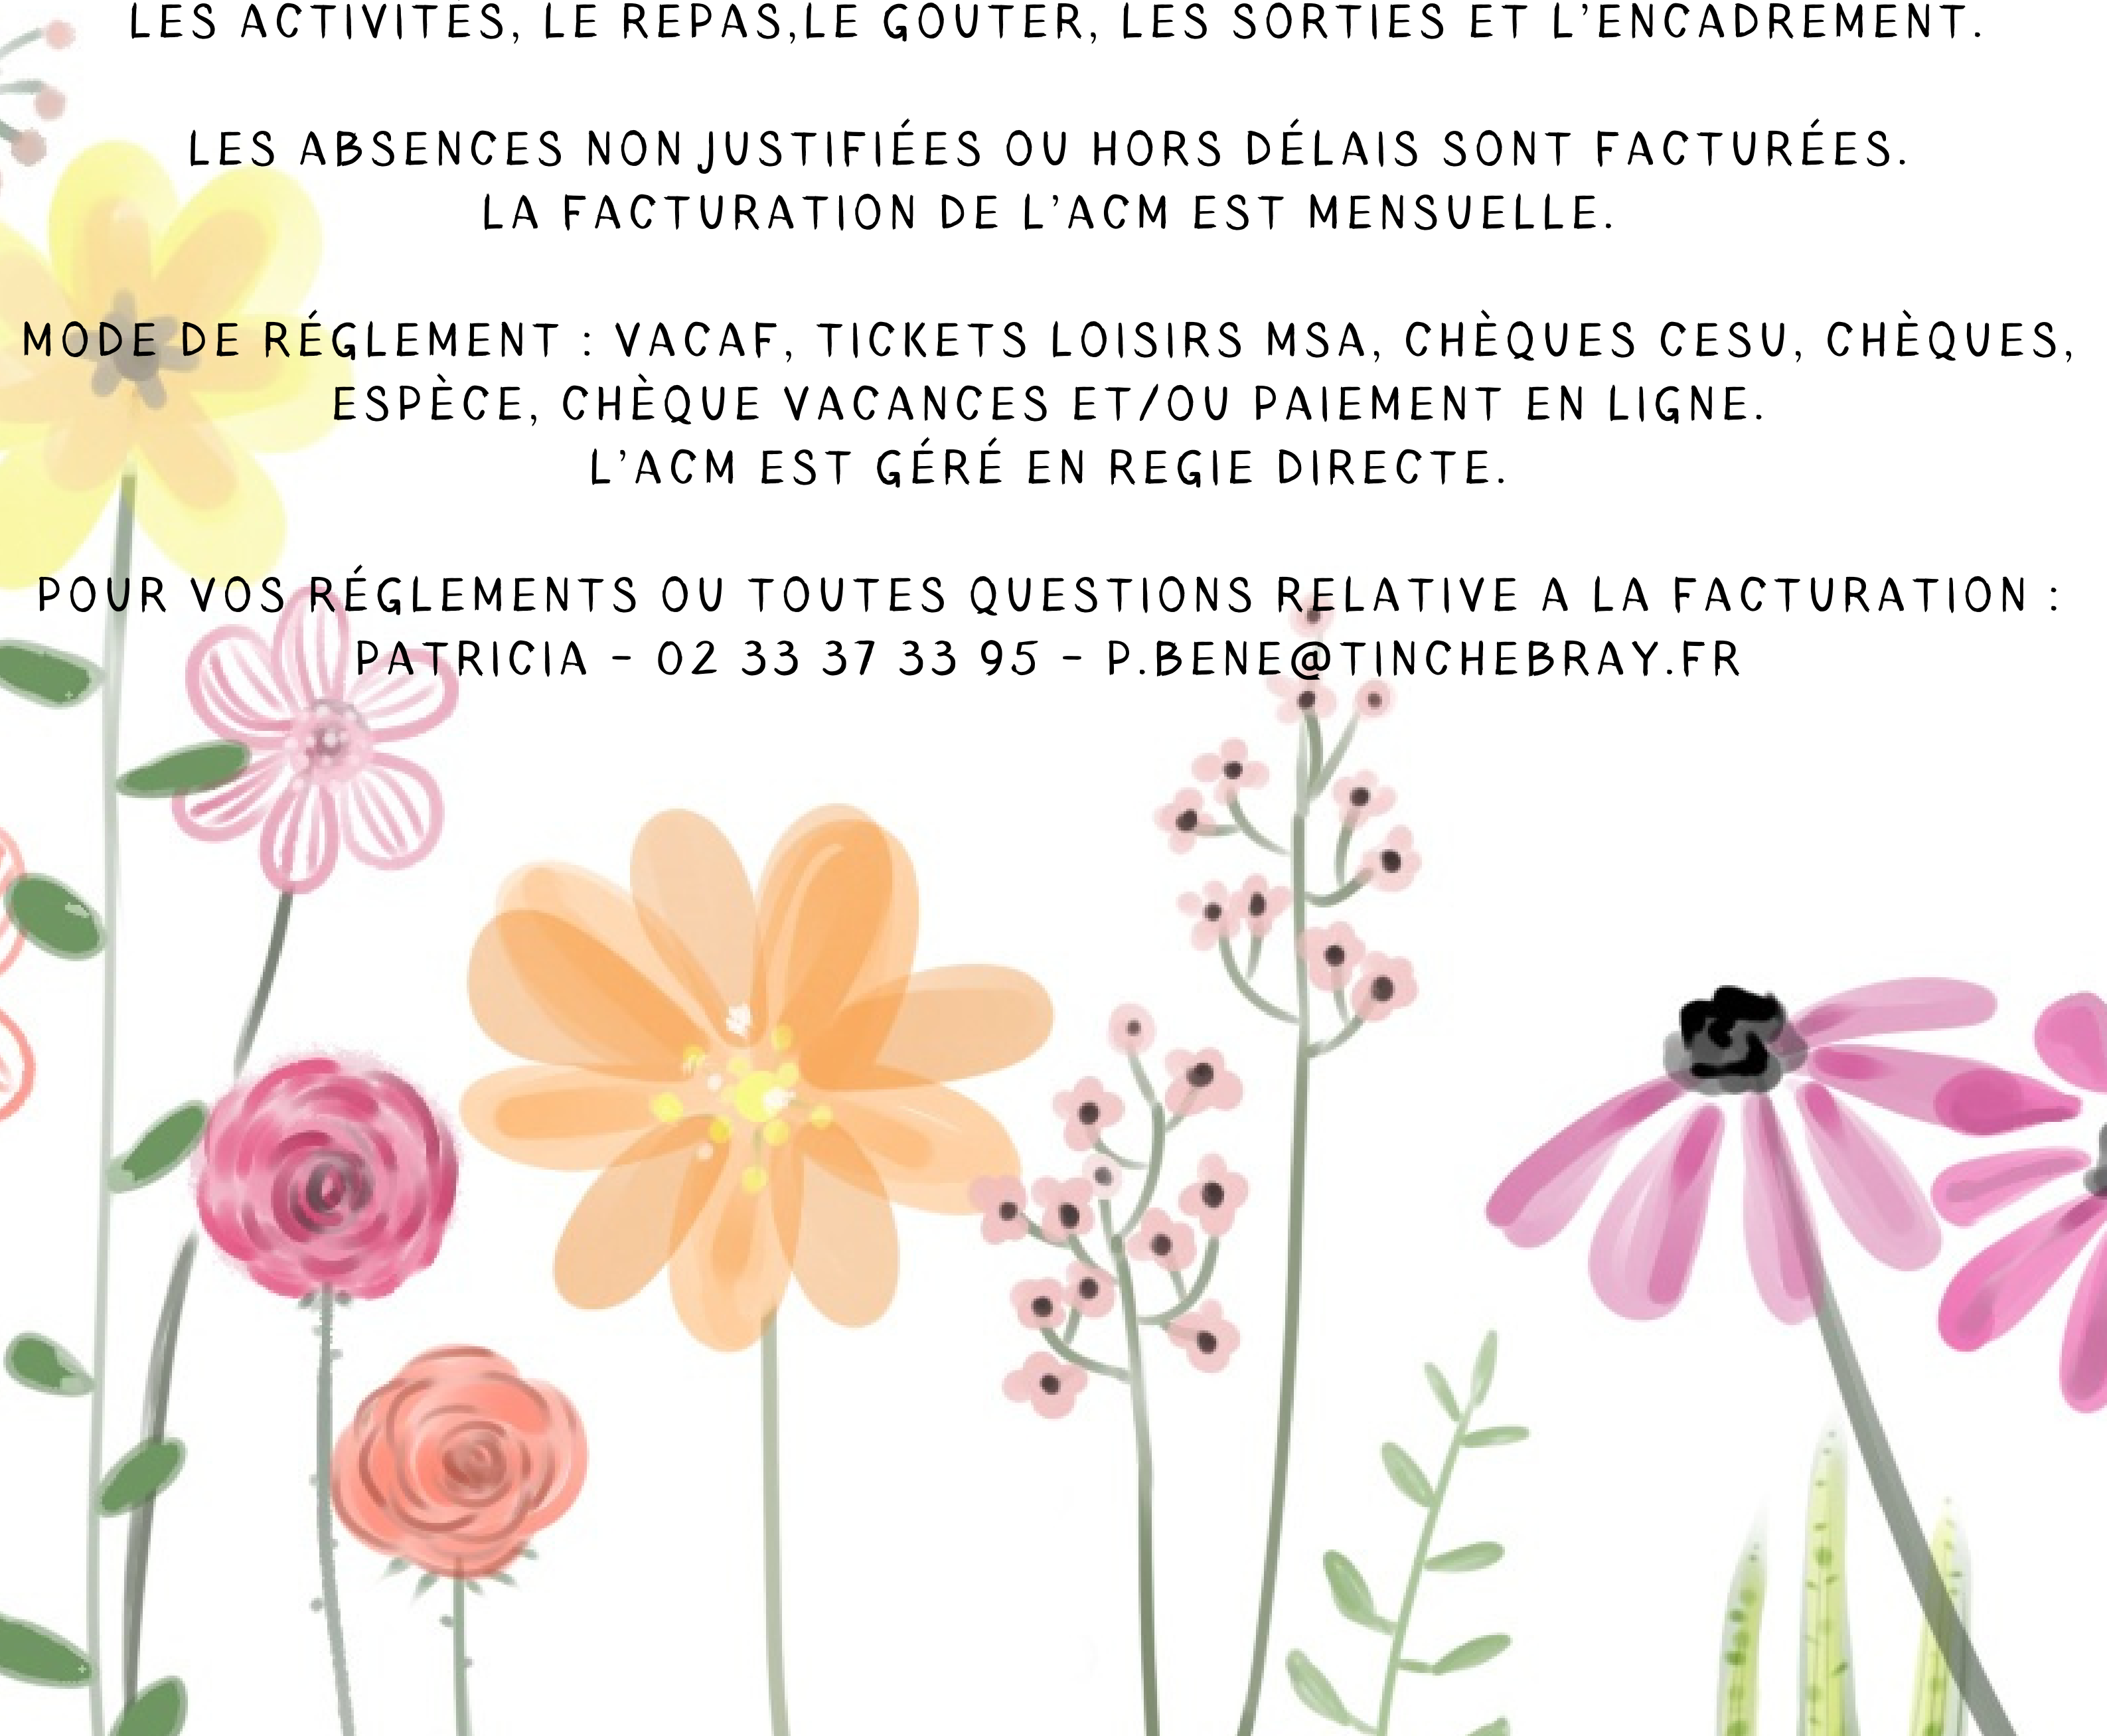 LES ACTIVITÉS, LE REPAS,LE GOUTER, LES SORTIES ET L'ENCADREMENT.
LES ABSENCES NON JUSTIFIÉES OU HORS DÉLAIS SONT FACTURÉES.
LA FACTURATION DE L'ACM EST MENSUELLE.
MODE DE RÉGLEMENT : VACAF, TICKETS LOISIRS MSA, CHÈQUES CESU, CHÈQUES,
ESPÈCE, CHÈQUE VACANCES ET/OU PAIEMENT EN LIGNE.
L'ACM EST GÉRÉ EN REGIE DIRECTE.
POUR VOS RÉGLEMENTS OU TOUTES QUESTIONS RELATIVE A LA FACTURATION :
PATRICIA - 02 33 37 33 95 - P.BENE@TINCHEBRAY.FR